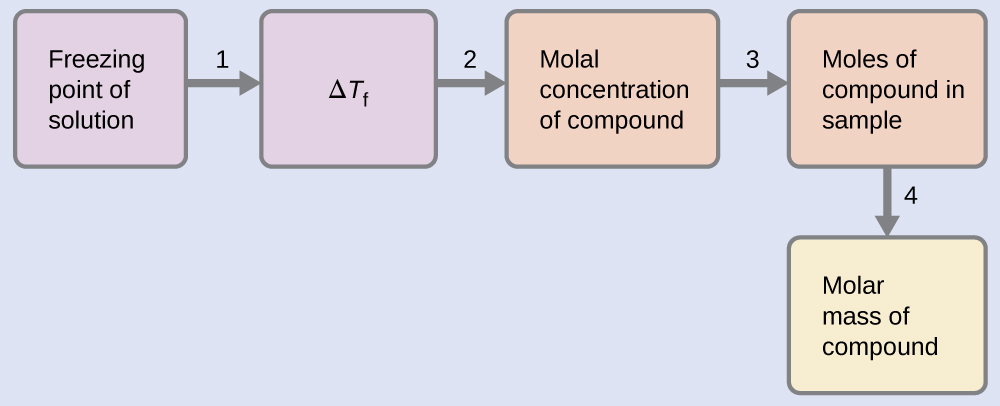 Freezing
point of
solution
1
ΔTf
2
Molal
concentration
of compound
3
Moles of
compound in
sample
4
Molar
mass of
compound